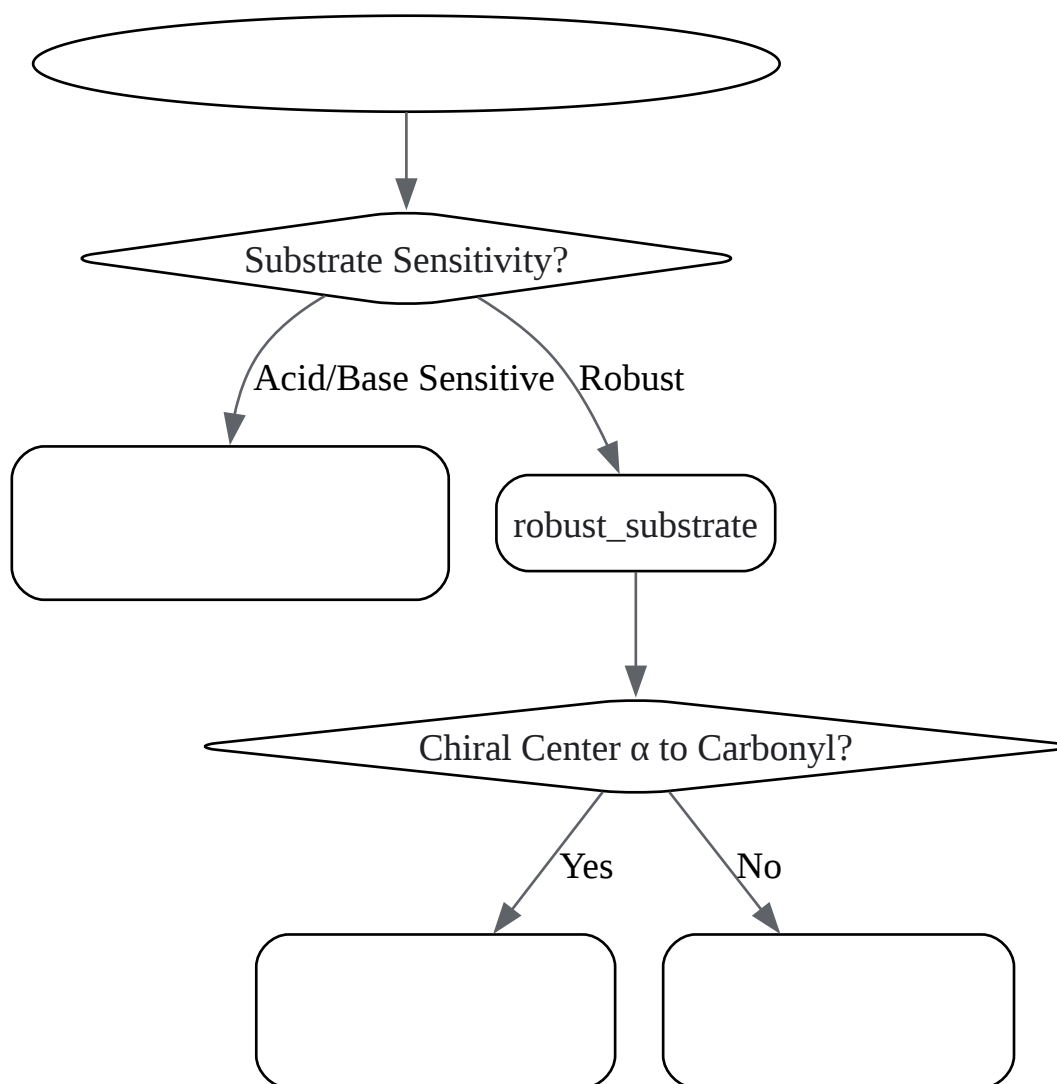 Substrate Sensitivity?
Acid/Base Sensitive
Robust
robust_substrate
Chiral Center α to Carbonyl?
Yes
No